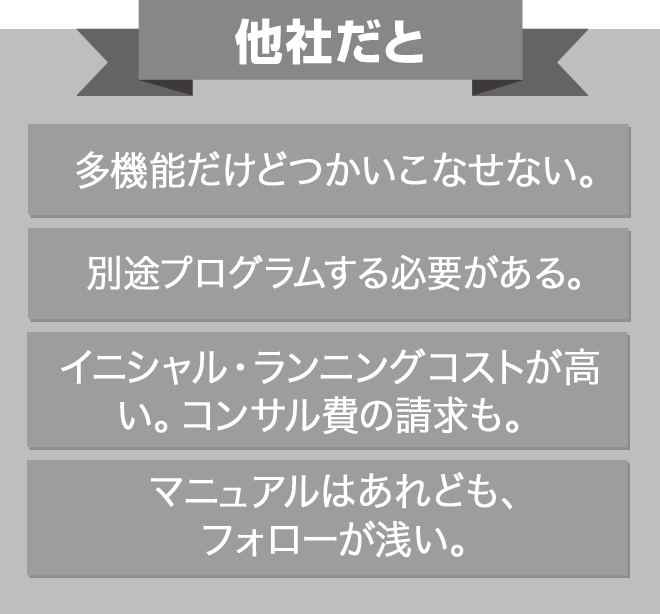 他社だと
多機能だけどつかいこなせない。
別途プログラムする必要がある。
イニシャル・ランニングコストが高
い。コンサル費の請求も。
マニュアルはあれども、
フォローが浅い。